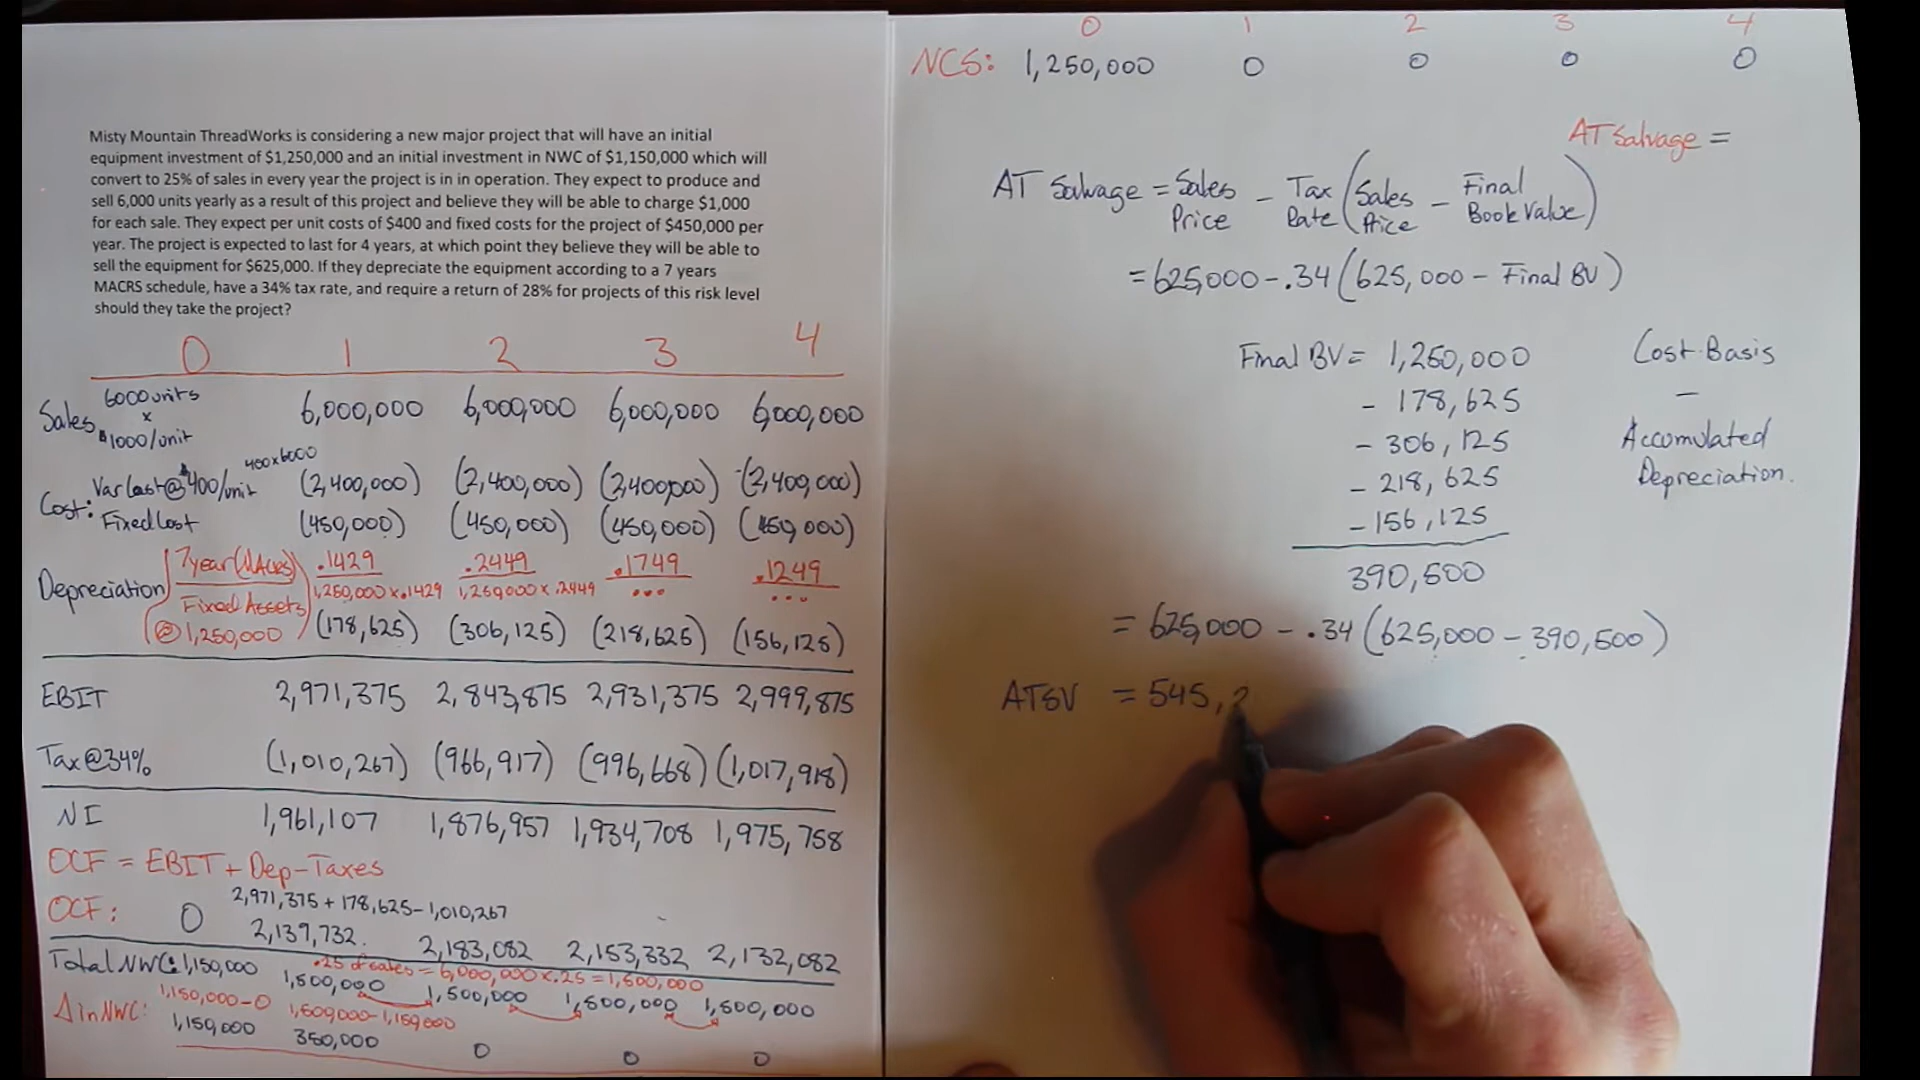 Misty Mountain ThreadWorks is considering a new major project that will have an initial
equipment investment of $1,250,000 and an initial investment in NWC of $1,150,000 which will
convert to 25% of sales in every year the project is in in operation. They expect to produce and
sell 6,000 units yearly as a result of this project and believe they will be able to charge $1,000
for each sale. They expect per unit costs of $400 and fixed costs for the project of $450,000 per
year. The project is expected to last for 4 years, at which point they believe they will be able to
sell the equipment for $625,000. If they depreciate the equipment according to a 7 years
MACRS schedule, have a 34% tax rate, and require a return of 28% for projects of this risk level
should they take the project?
0 1 2 3 4
Sales 6000 units x $1000/unit 6,000,000 6,000,000 6,000,000 6,000,000
400x6000
Cost: Var Cost @ $400/unit (2,400,000) (2,400,000) (2,400,000) (2,400,000)
Fixed Cost (450,000) (450,000) (450,000) (450,000)
7 year (MACRS) .1429 .2449 .1749 .1249
Depreciation Fixed Assets 1,250,000 x .1429 1,250,000 x .2449 ... ...
@ 1,250,000 (178,625) (306,125) (218,625) (156,125)
EBIT 2,971,375 2,843,875 2,931,375 2,999,875
Tax@34% (1,010,267) (966,917) (996,668) (1,017,918)
NI 1,961,107 1,876,957 1,934,708 1,975,758
OCF = EBIT + Dep - Taxes
2,971,375 + 178,625 - 1,010,267
OCF: 0 2,139,732. 2,183,082 2,153,332 2,132,082
.25 of sales = 6,000,000 x .25 = 1,500,000
Total NWC: 1,150,000 1,500,000 1,500,000 1,500,000 1,500,000
1,150,000-0 1,500,000-1,150,000
Δ in NWC: 1,150,000 350,000 0 0 0
0 1 2 3 4
NCS: 1,250,000 0 0 0 0
AT Salvage =
AT Salvage = Sales Price - Tax Rate (Sales Price - Final Book Value)
= 625,000 - .34 (625,000 - Final BV)
Final BV = 1,250,000 Cost Basis
- 178,625 -
- 306,125 Accumulated
- 218,625 Depreciation.
- 156,125
390,500
= 625,000 - .34 (625,000 - 390,500)
ATSV = 545,2